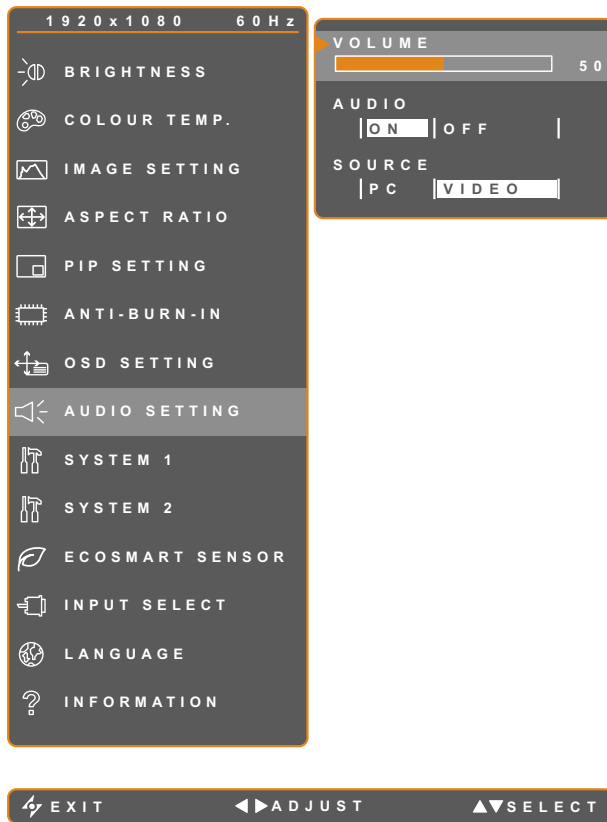 1920x1080 60Hz
BRIGHTNESS
COLOUR TEMP.
IMAGE SETTING
ASPECT RATIO
PIP SETTING
ANTI-BURN-IN
OSD SETTING
AUDIO SETTING
SYSTEM 1
SYSTEM 2
ECOSMART SENSOR
INPUT SELECT
LANGUAGE
INFORMATION
VOLUME
50
AUDIO
ON OFF
SOURCE
PC VIDEO
EXIT ADJUST SELECT